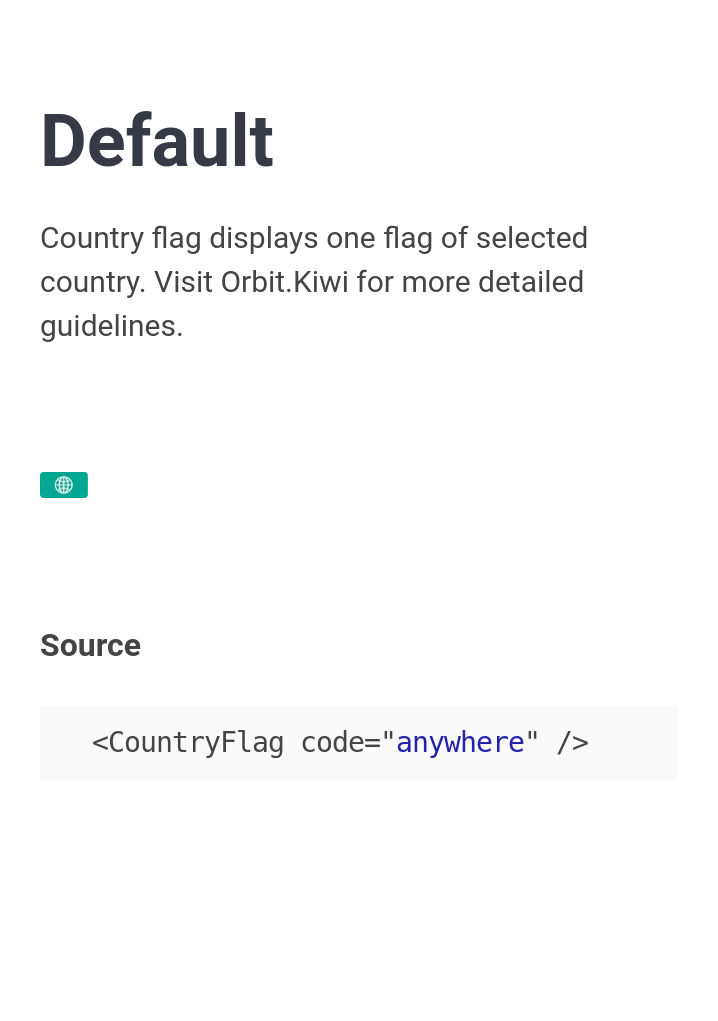 Default
Country flag displays one flag of selected
country. Visit Orbit.Kiwi for more detailed
guidelines.
Source
<CountryFlag code="anywhere" />